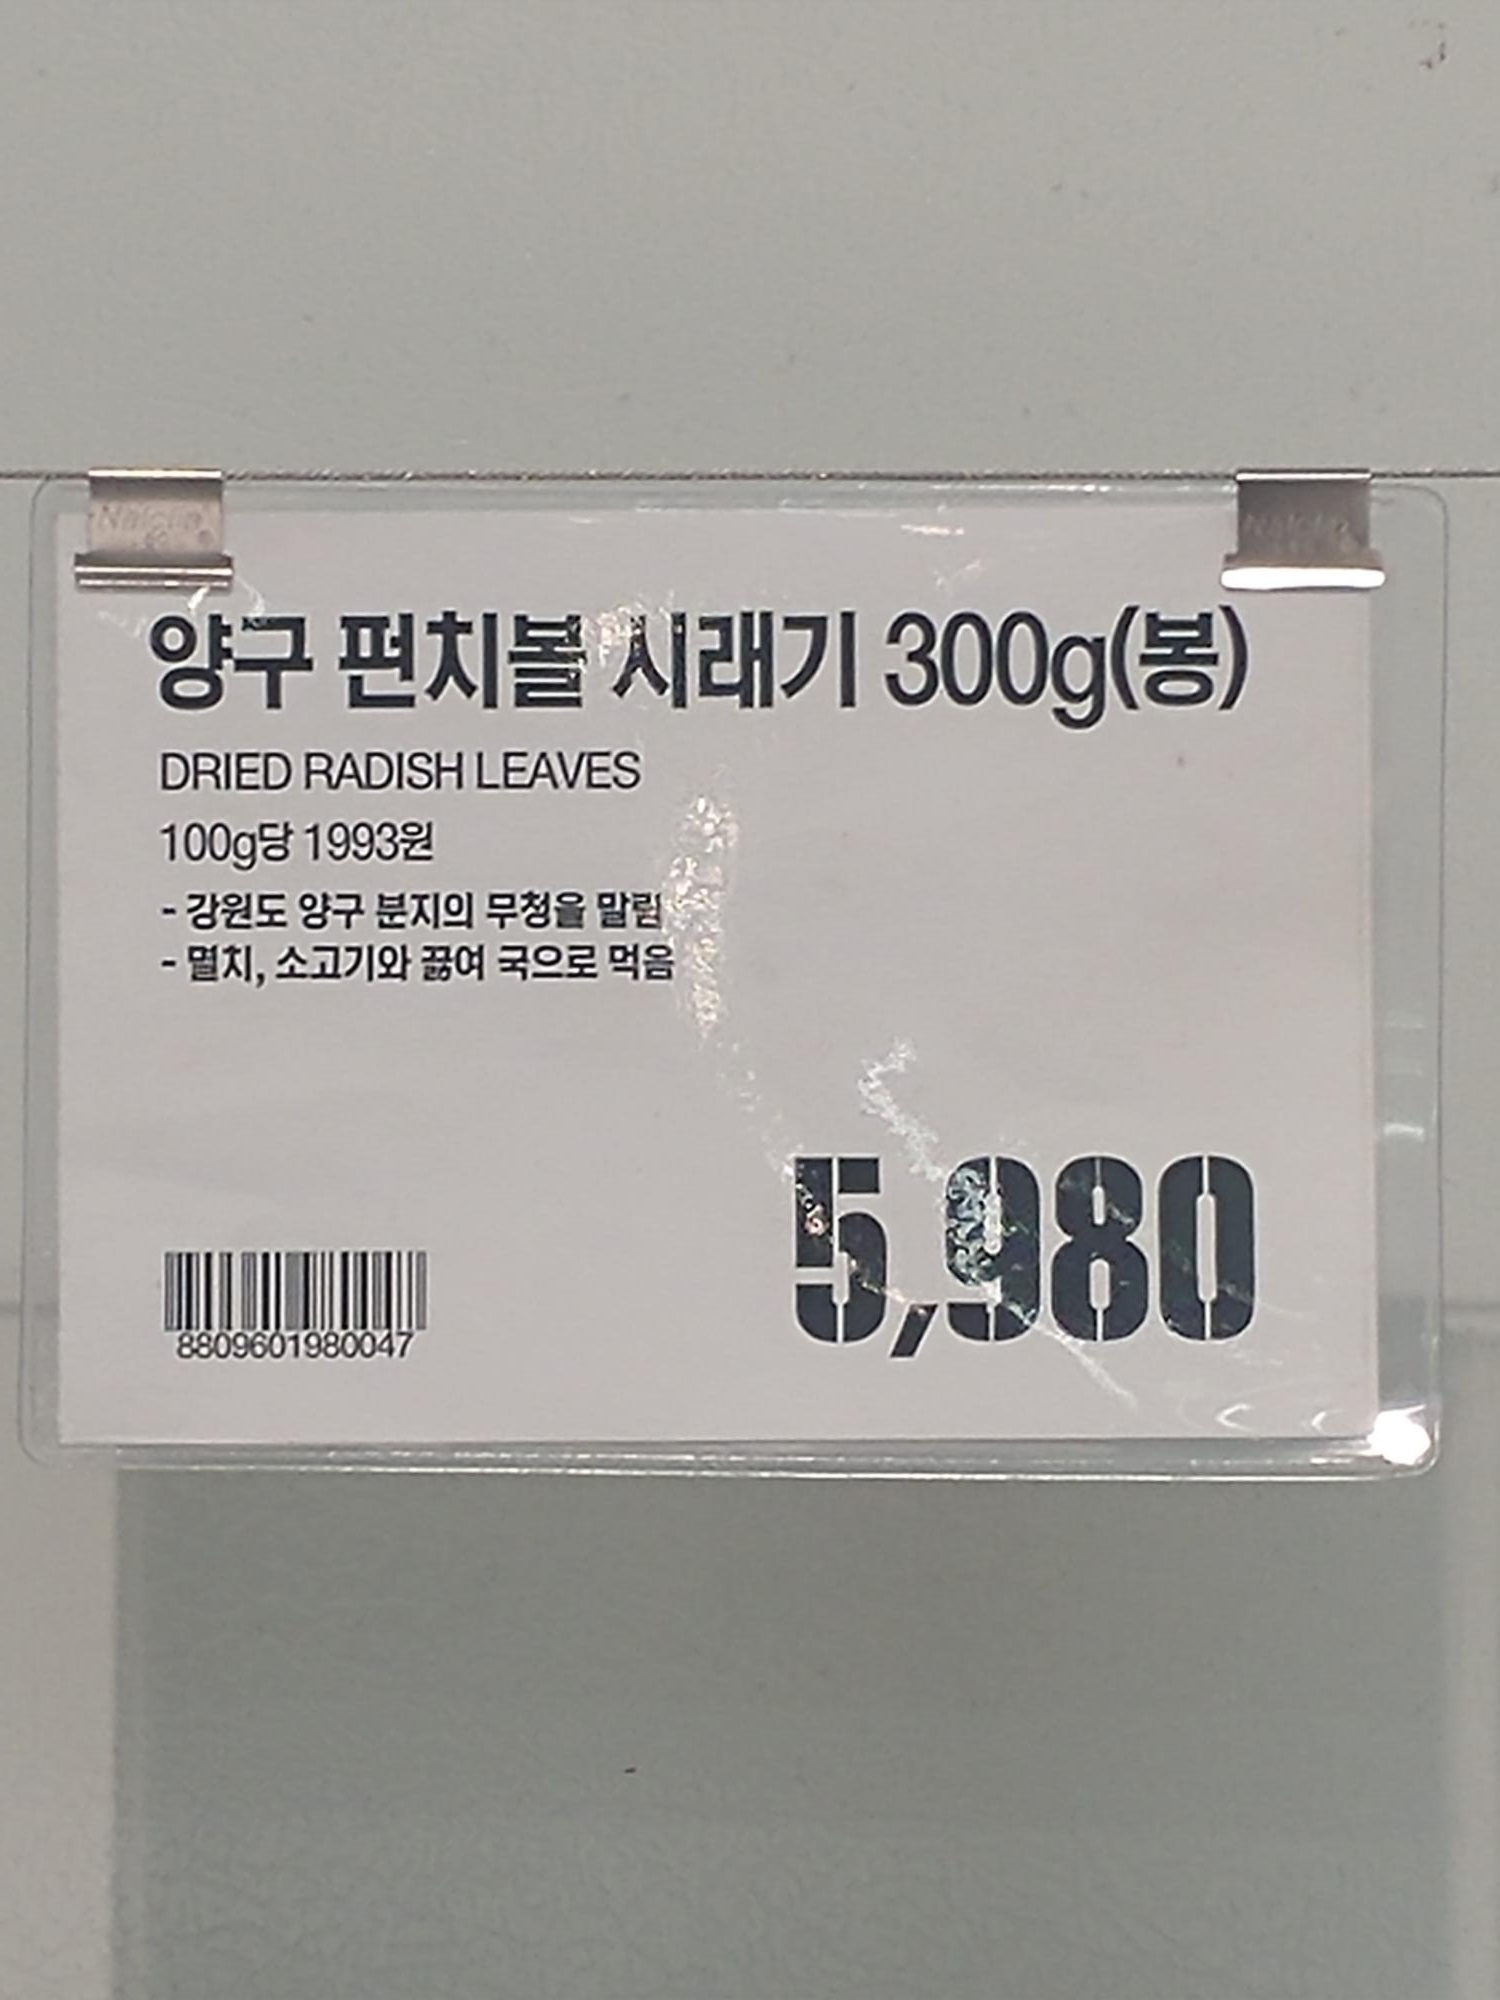 양구 펀치볼 시래기 300g(봉)
DRIED RADISH LEAVES
100g당 1993원
- 강원도 양구 분지의 무청을 말림
- 멸치, 소고기와 끓여 국으로 먹음
5,980
8809601980047